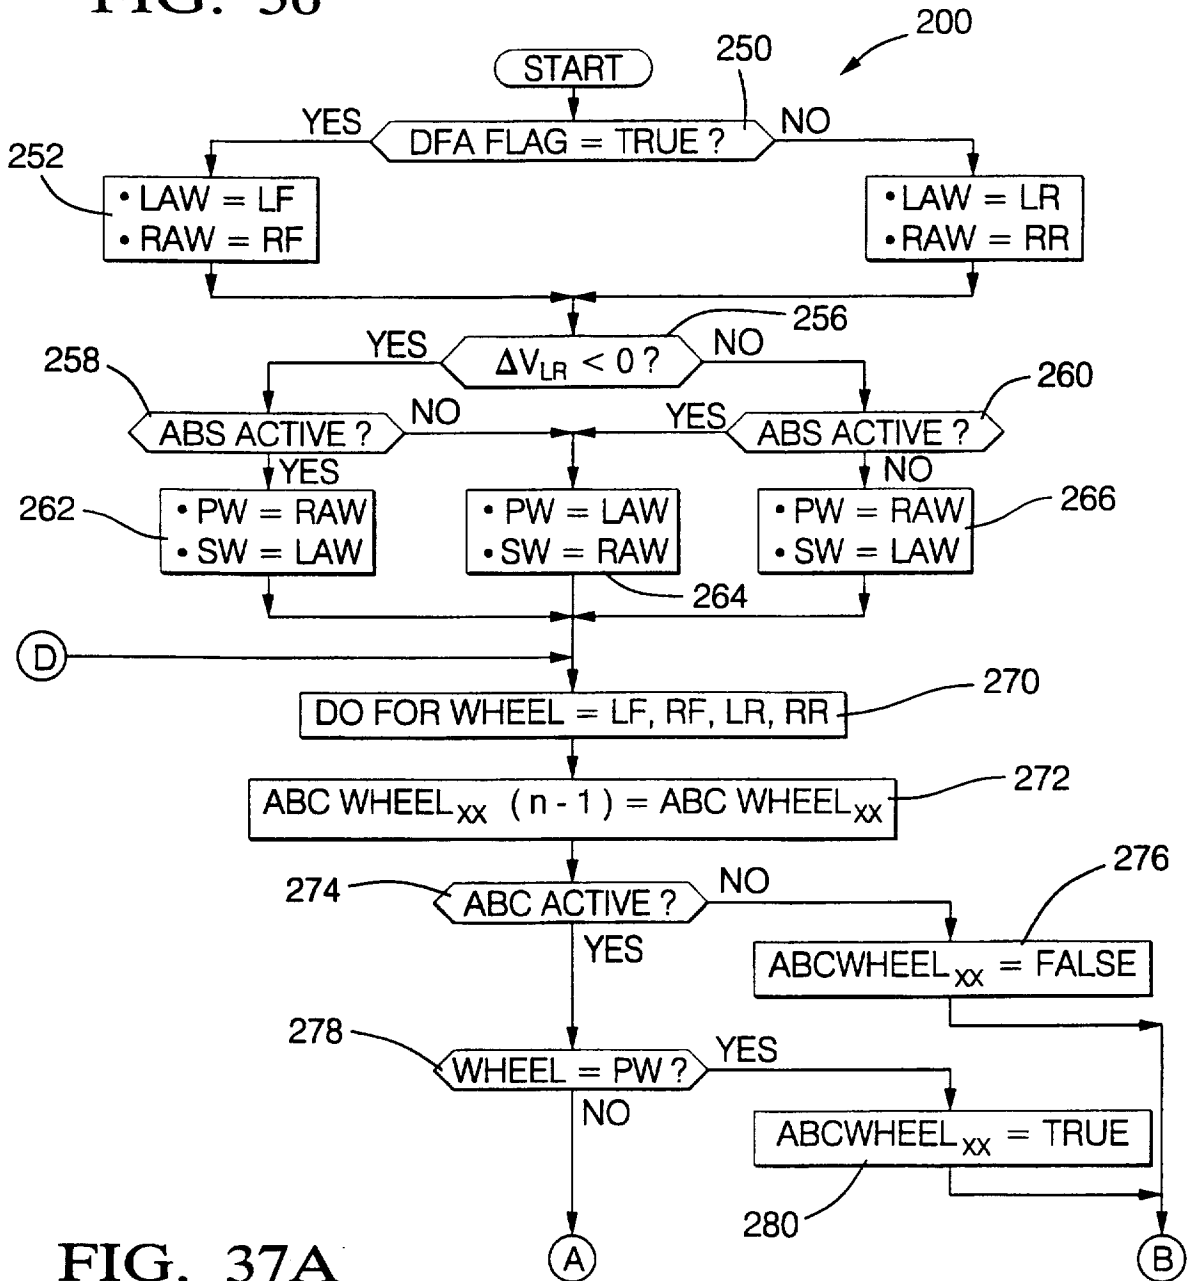 FIG. 36
200
START
250
YES
DFA FLAG = TRUE ?
NO
252
• LAW = LF
• RAW = RF
• LAW = LR
• RAW = RR
256
YES
ΔV_LR < 0 ?
NO
258
260
ABS ACTIVE ?
NO
YES
ABS ACTIVE ?
YES
NO
262
• PW = RAW
• SW = LAW
• PW = LAW
• SW = RAW
• PW = RAW
• SW = LAW
266
264
D
270
DO FOR WHEEL = LF, RF, LR, RR
272
ABC WHEEL_XX (n - 1) = ABC WHEEL_XX
274
ABC ACTIVE ?
NO
276
YES
ABCWHEEL_XX = FALSE
278
WHEEL = PW ?
YES
NO
ABCWHEEL_XX = TRUE
280
A
B
FIG. 37A